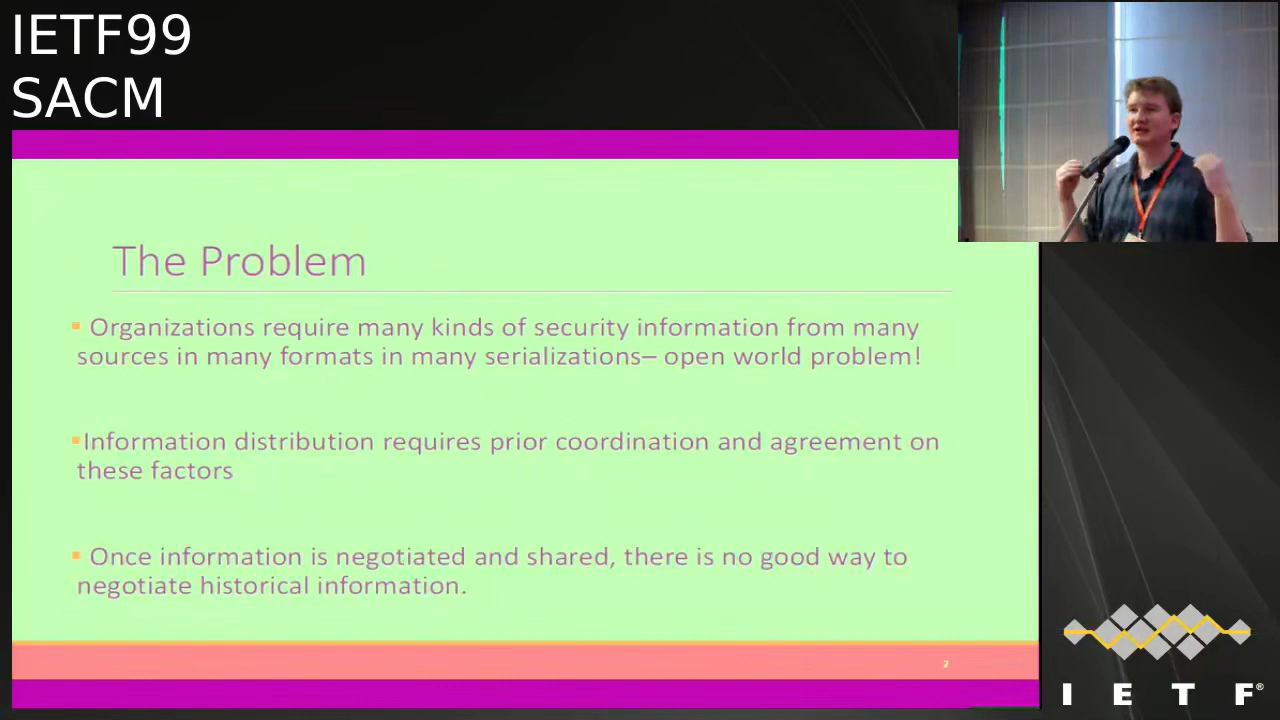 IETF99
SACM
The Problem
Organizations require many kinds of security information from many
sources in many formats in many serializations– open world problem!
Information distribution requires prior coordination and agreement on
these factors
Once information is negotiated and shared, there is no good way to
negotiate historical information.
2
I E T F®